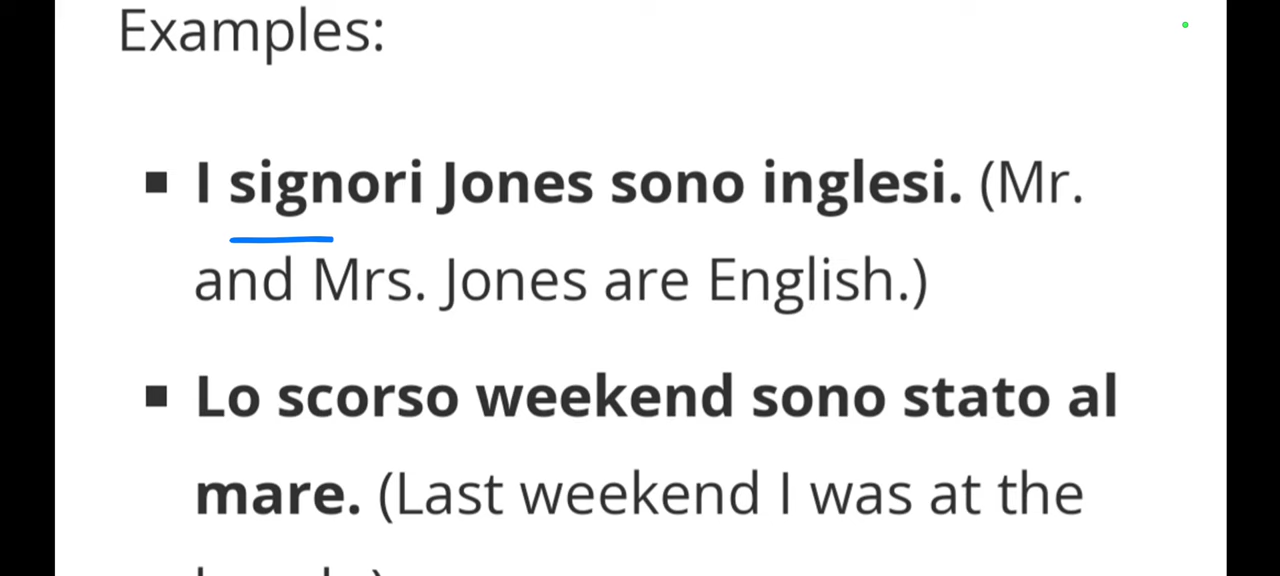 Examples:
▪ I signori Jones sono inglesi. (Mr.
and Mrs. Jones are English.)
▪ Lo scorso weekend sono stato al
mare. (Last weekend I was at the